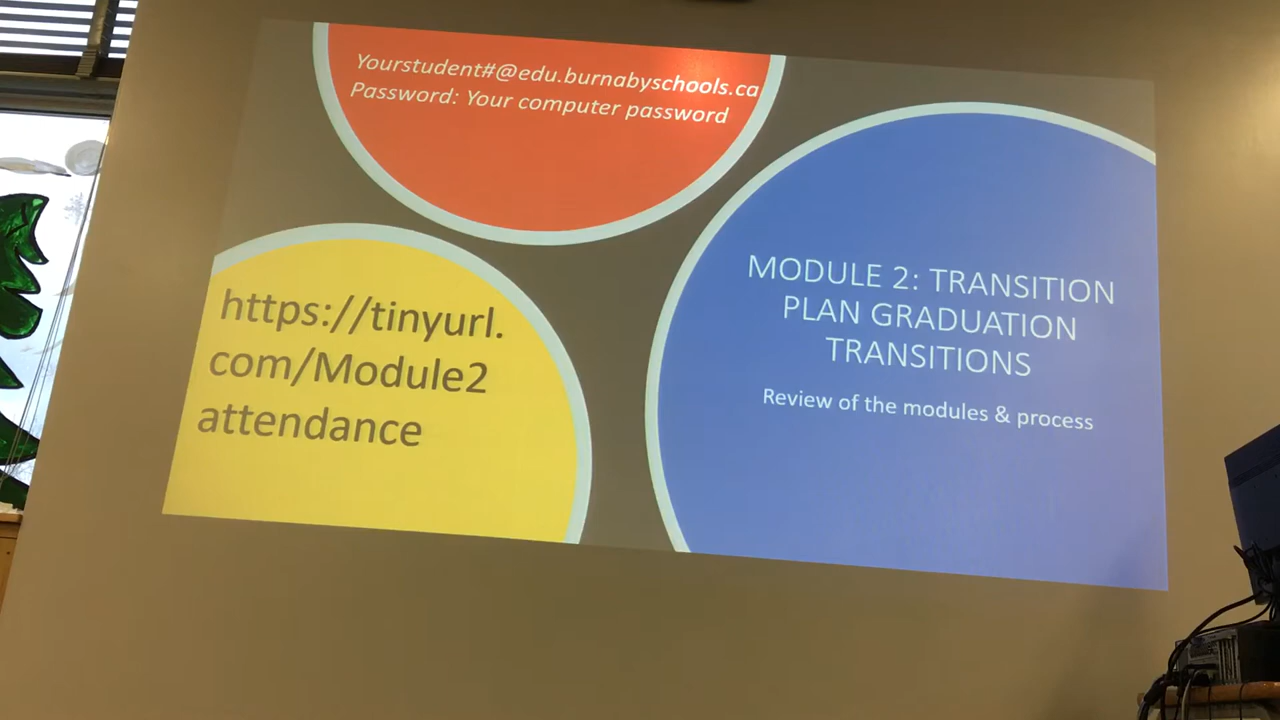 Yourstudent#@edu.burnabyschools.ca
Password: Your computer password
https://tinyurl.
com/Module2
attendance
MODULE 2: TRANSITION
PLAN GRADUATION
TRANSITIONS
Review of the modules & process